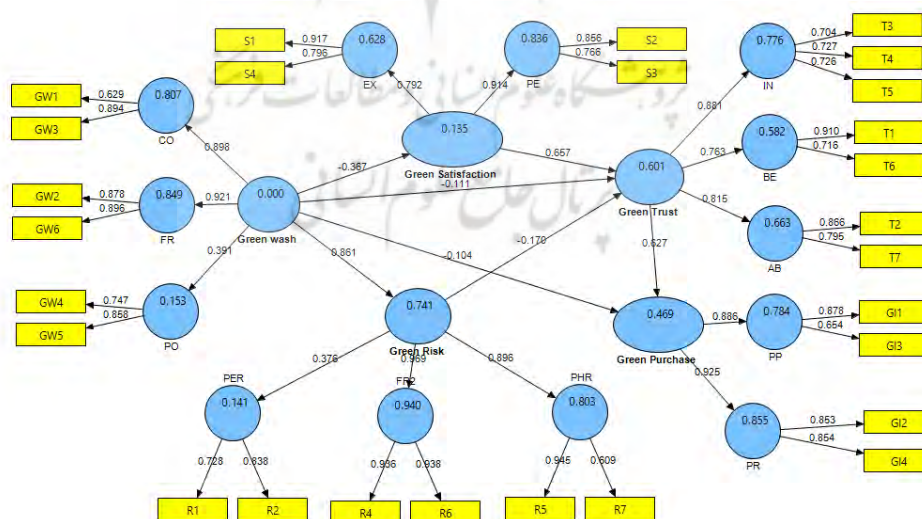 S1 0.917 0.628 0.836 0.856 S2
S4 0.796 EX PE 0.766 S3
0.792 0.914
0.704 T3
0.776 0.727 T4
IN 0.726 T5
GW1 0.629 0.807
GW3 0.894 CO
پژوهشگاه علوم انسانی و مطالعات فرهنگی
0.135
Green Satisfaction
0.881
0.898
0.657
0.582 0.910 T1
BE 0.716 T6
0.763
-0.367
0.601
Green Trust
-0.111
GW2 0.878 0.849 0.921 0.000
GW6 0.896 FR Green wash
پرتال جامع علوم انسانی
0.815
0.663 0.866 T2
AB 0.795 T7
0.391
0.861
-0.170
-0.104
0.627
GW4 0.747 0.153
GW5 0.858 PO
0.741
Green Risk
0.469
Green Purchase
0.886
0.784 0.878 GI1
PP GI3
0.376
0.896
0.925
PER FR2 PHR
0.141 0.940 0.803
0.855 GI2
PR GI4
0.728 0.838 0.936 0.938 0.945 0.609
R1 R2 R4 R6 R5 R7